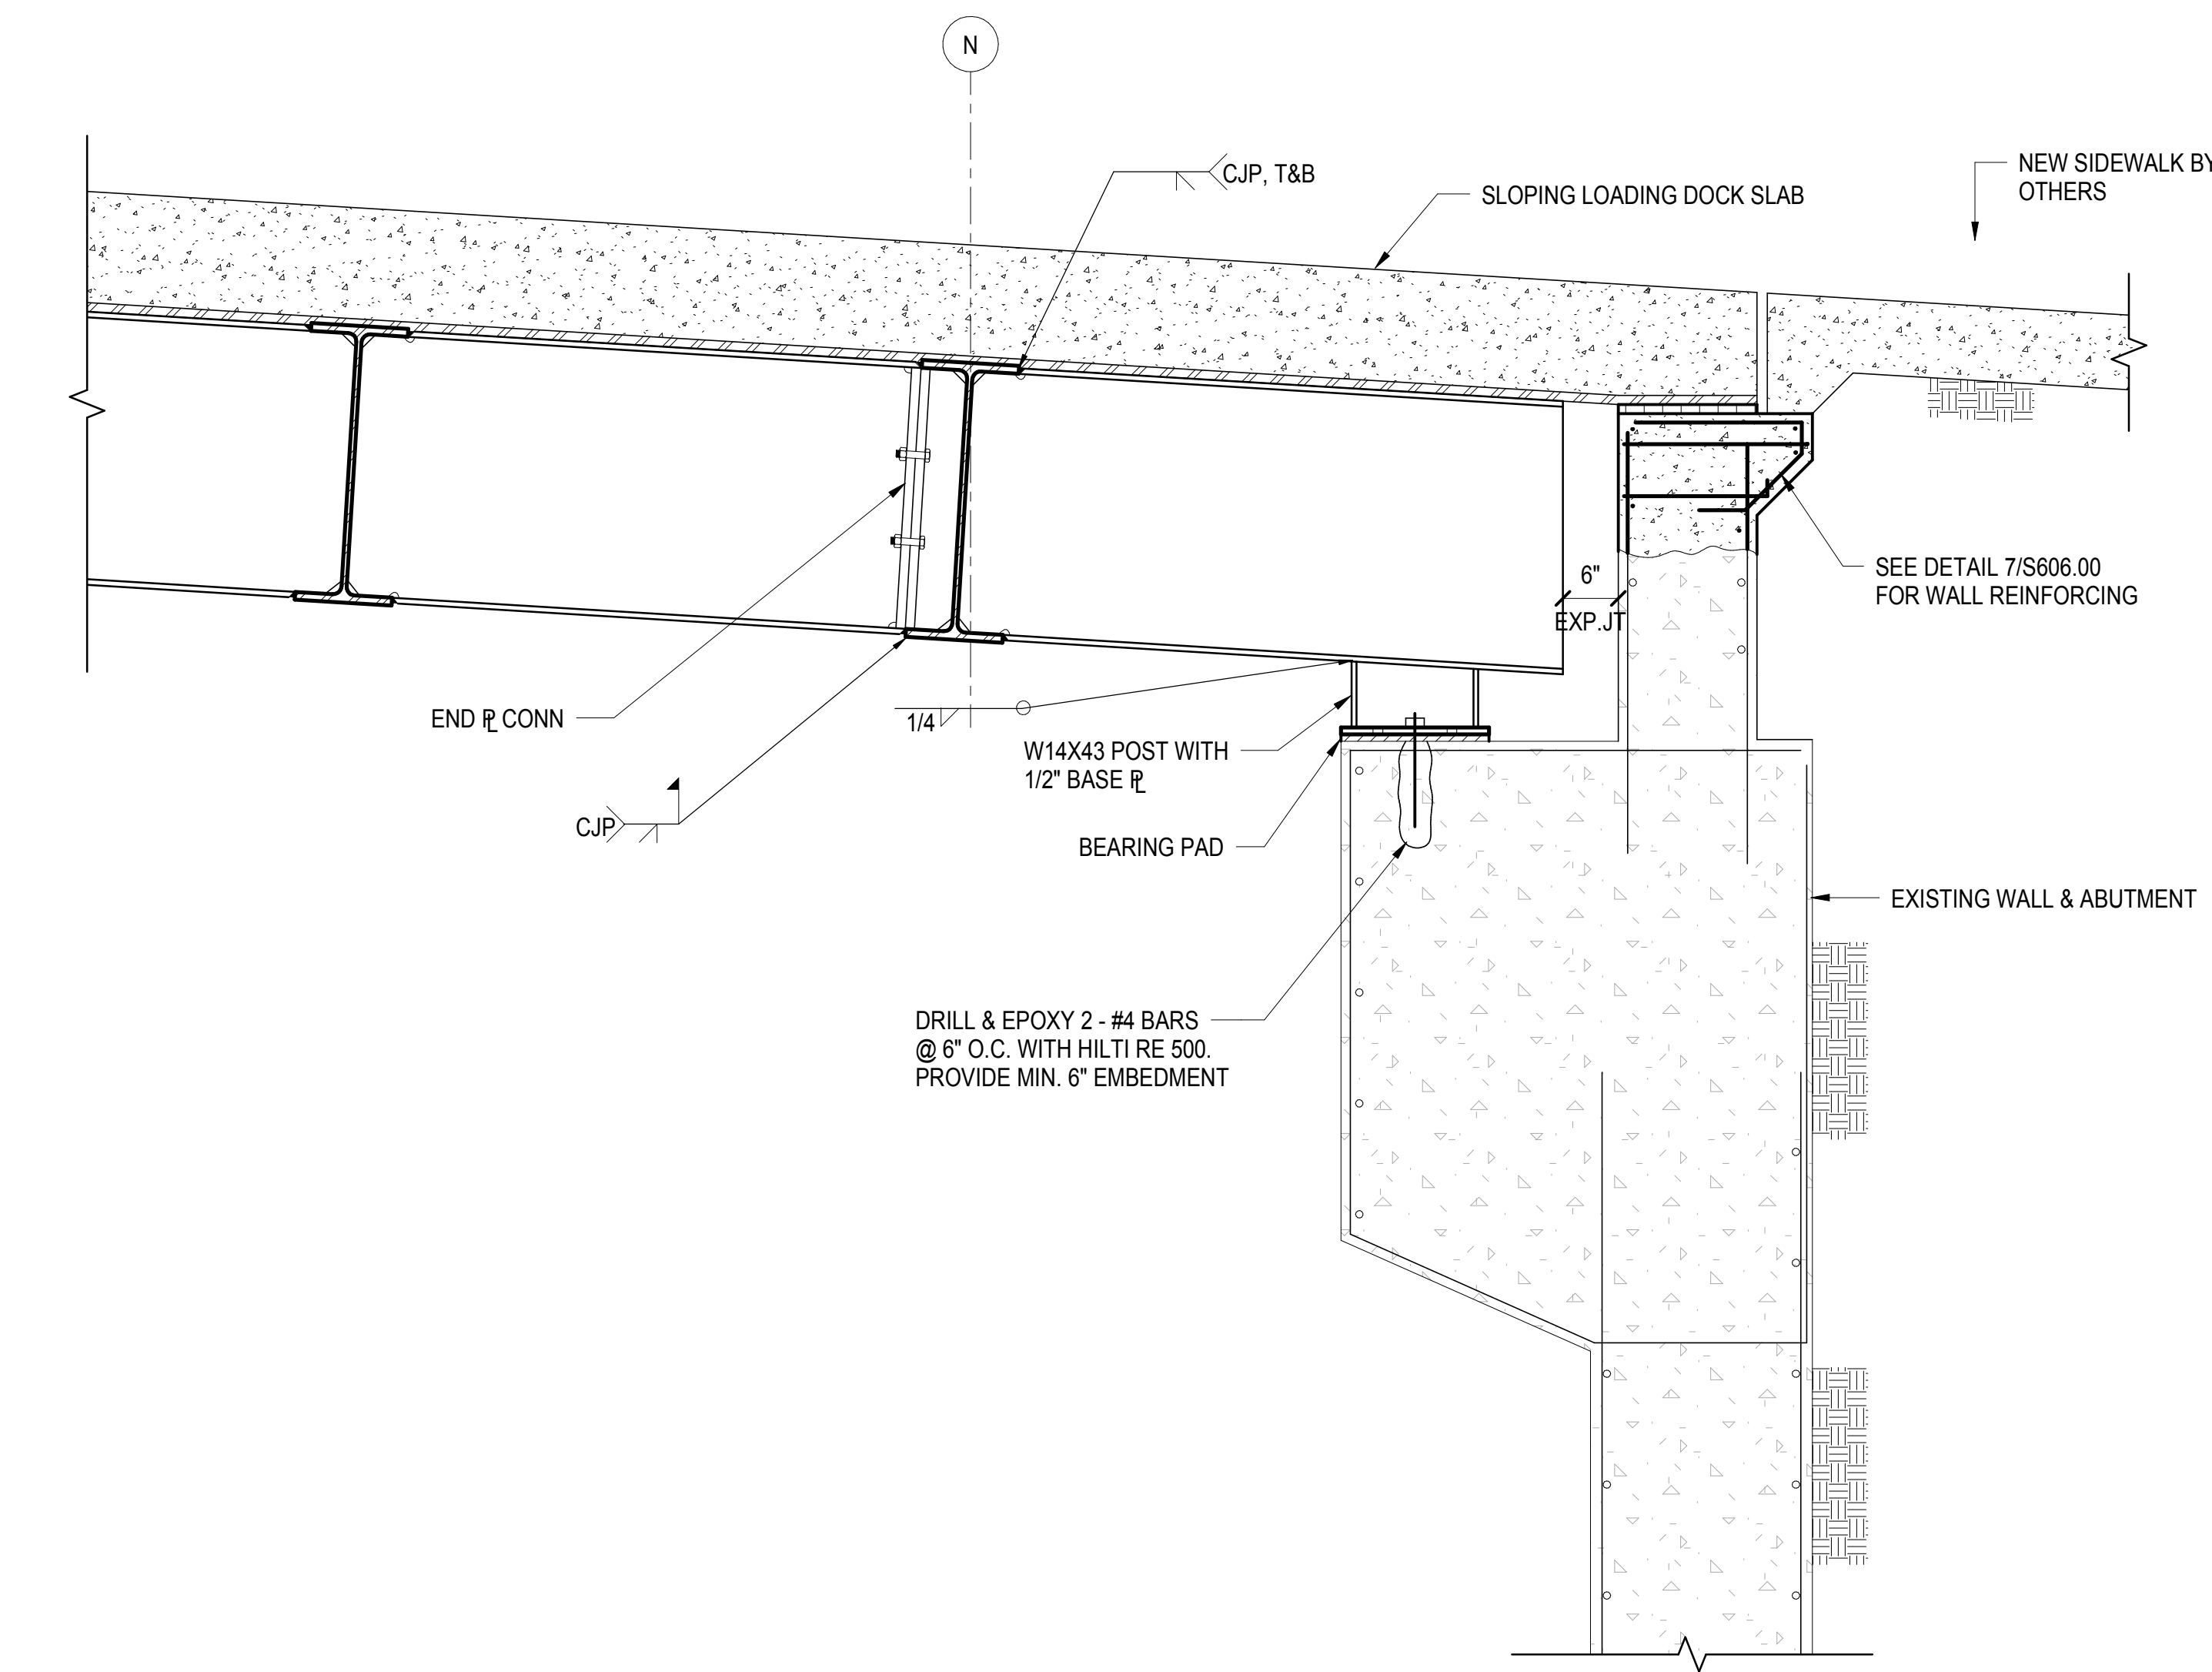 N
CJP, T&B
SLOPING LOADING DOCK SLAB
NEW SIDEWALK BY
OTHERS
6"
EXP.JT
SEE DETAIL 7/S606.00
FOR WALL REINFORCING
END PL CONN
1/4
W14X43 POST WITH
1/2" BASE PL
CJP
BEARING PAD
EXISTING WALL & ABUTMENT
DRILL & EPOXY 2 - #4 BARS
@ 6" O.C. WITH HILTI RE 500.
PROVIDE MIN. 6" EMBEDMENT